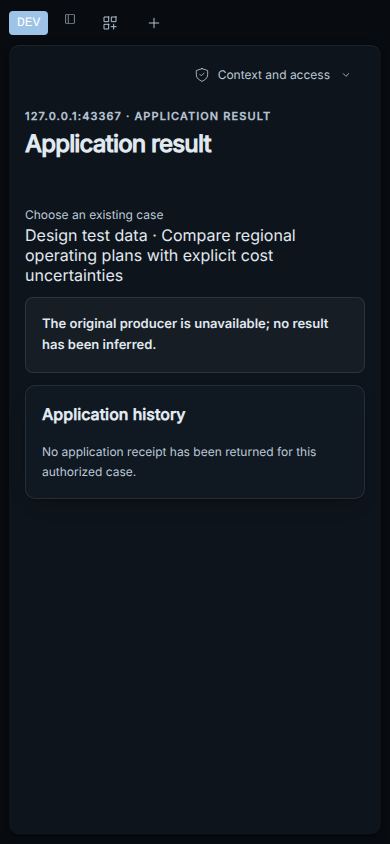 DEV
Context and access
127.0.0.1:43367 · APPLICATION RESULT
Application result
Choose an existing case
Design test data · Compare regional
operating plans with explicit cost
uncertainties
The original producer is unavailable; no result
has been inferred.
Application history
No application receipt has been returned for this
authorized case.